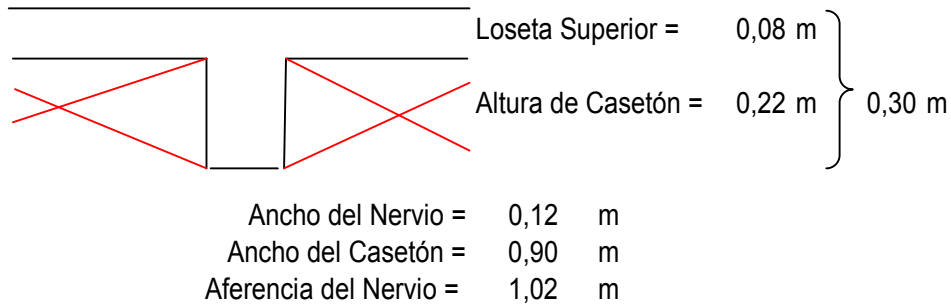 Loseta Superior = 0,08 m
Altura de Casetón = 0,22 m
0,30 m
Ancho del Nervio = 0,12 m
Ancho del Casetón = 0,90 m
Aferencia del Nervio = 1,02 m